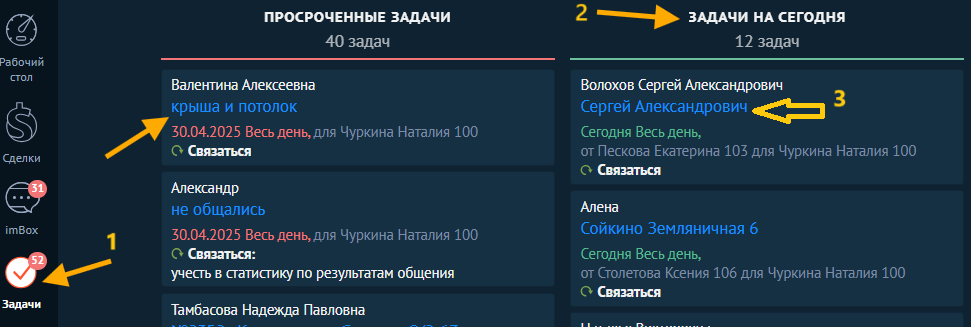 Рабочий
стол
Сделки
31
imBox
52
Задачи
1
ПРОСРОЧЕННЫЕ ЗАДАЧИ
40 задач
Валентина Алексеевна
крыша и потолок
30.04.2025 Весь день, для Чуркина Наталия 100
Связаться
Александр
не общались
30.04.2025 Весь день, для Чуркина Наталия 100
Связаться:
учесть в статистику по результатам общения
Тамбасова Надежда Павловна
2
ЗАДАЧИ НА СЕГОДНЯ
12 задач
Волохов Сергей Александрович
Сергей Александрович
3
Сегодня Весь день,
от Пескова Екатерина 103 для Чуркина Наталия 100
Связаться
Алена
Сойкино Земляничная 6
Сегодня Весь день,
от Столетова Ксения 106 для Чуркина Наталия 100
Связаться